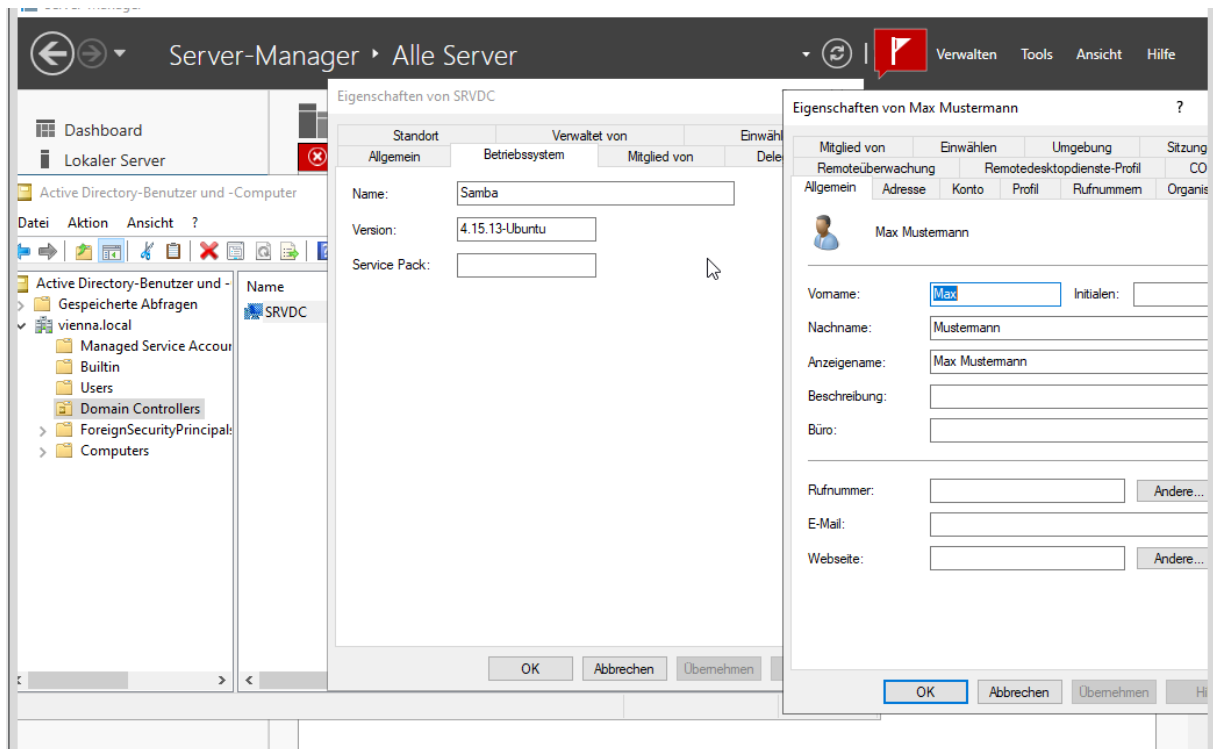 Server-Manager
Server-Manager ‣ Alle Server
Verwalten Tools Ansicht Hilfe
Dashboard
Lokaler Server
Active Directory-Benutzer und -Computer
Datei Aktion Ansicht ?
Active Directory-Benutzer und -
Gespeicherte Abfragen
vienna.local
Managed Service Accour
Builtin
Users
Domain Controllers
ForeignSecurityPrincipal:
Computers
Name
SRVDC
Eigenschaften von SRVDC
Standort Verwaltet von Einwähl
Allgemein Betriebssystem Mitglied von Dele
Name: Samba
Version: 4.15.13-Ubuntu
Service Pack:
OK Abbrechen Übernehmen
Eigenschaften von Max Mustermann ?
Mitglied von Einwählen Umgebung Sitzung
Remoteüberwachung Remotedesktopdienste-Profil CO
Allgemein Adresse Konto Profil Rufnummern Organis
Max Mustermann
Vorname: Max Initialen:
Nachname: Mustermann
Anzeigename: Max Mustermann
Beschreibung:
Büro:
Rufnummer: Andere...
E-Mail:
Webseite: Andere...
OK Abbrechen Übernehmen Hi